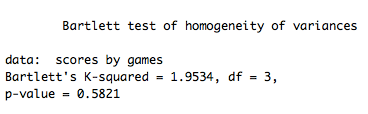 Bartlett test of homogeneity of variances
data:  scores by games
Bartlett's K-squared = 1.9534, df = 3,
p-value = 0.5821